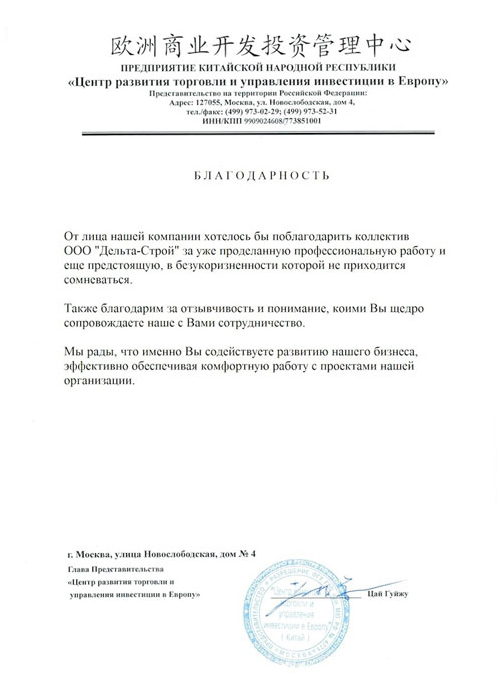 欧洲商业开发投资管理中心
ПРЕДПРИЯТИЕ КИТАЙСКОЙ НАРОДНОЙ РЕСПУБЛИКИ
«Центр развития торговли и управления инвестиции в Европу»
Представительство на территории Российской Федерации:
Адрес: 127055, Москва, ул. Новослободская, дом 4,
тел./факс: (499) 973-02-29; (499) 973-52-31
ИНН/КПП 9909024608/773851001
БЛАГОДАРНОСТЬ
От лица нашей компании хотелось бы поблагодарить коллектив
ООО "Дельта-Строй" за уже проделанную профессиональную работу и
еще предстоящую, в безукоризненности которой не приходится
сомневаться.
Также благодарим за отзывчивость и понимание, коими Вы щедро
сопровождаете наше с Вами сотрудничество.
Мы рады, что именно Вы содействуете развитию нашего бизнеса,
эффективно обеспечивая комфортную работу с проектами нашей
организации.
г. Москва, улица Новослободская, дом № 4
Глава Представительства
«Центр развития торговли и
управления инвестиции в Европу»
Цай Гуйжу
торговли и
управления
инвестиции в Европу"
( Китай )